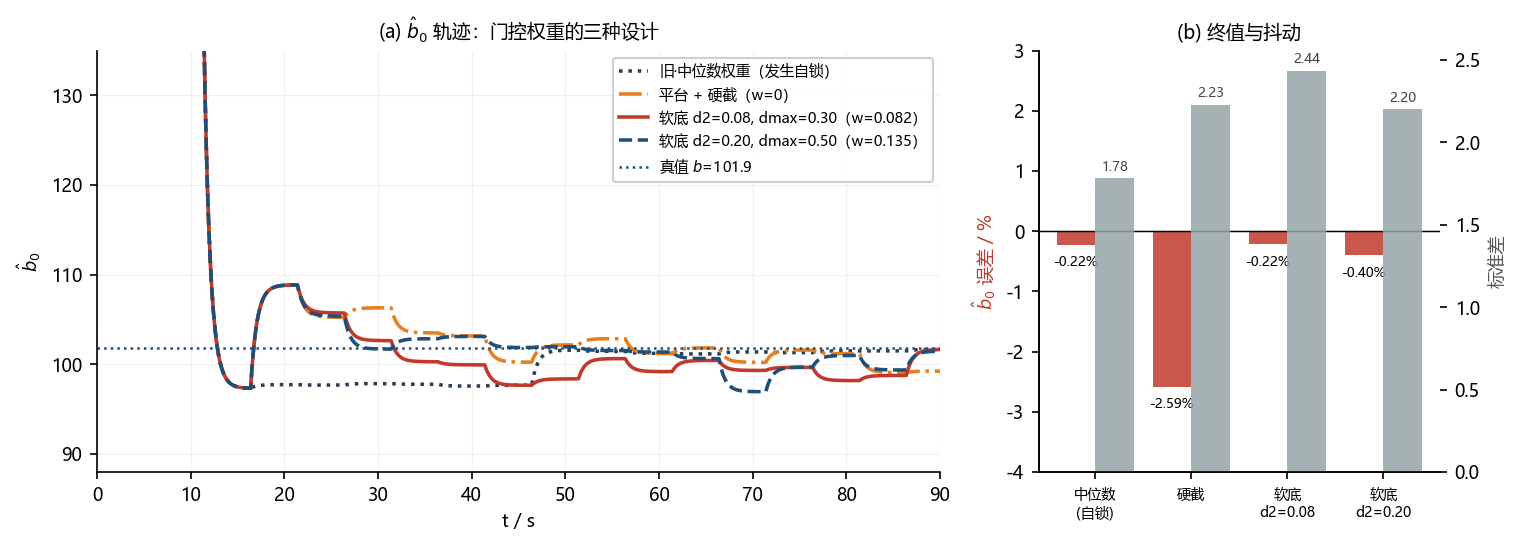 (a) b̂₀ 轨迹：门控权重的三种设计
旧·中位数权重（发生自锁）
平台 + 硬截（w=0）
软底 d2=0.08, dmax=0.30（w=0.082）
软底 d2=0.20, dmax=0.50（w=0.135）
真值 b=101.9
b̂₀
130
120
110
100
90
0 10 20 30 40 50 60 70 80 90
t / s
(b) 终值与抖动
b̂₀ 误差 / %
3
2
1
0
-1
-2
-3
-4
2.5
2.0
1.5
1.0
0.5
0.0
标准差
1.78
2.23
2.44
2.20
-0.22%
-2.59%
-0.22%
-0.40%
中位数
(自锁)
硬截
软底
d2=0.08
软底
d2=0.20